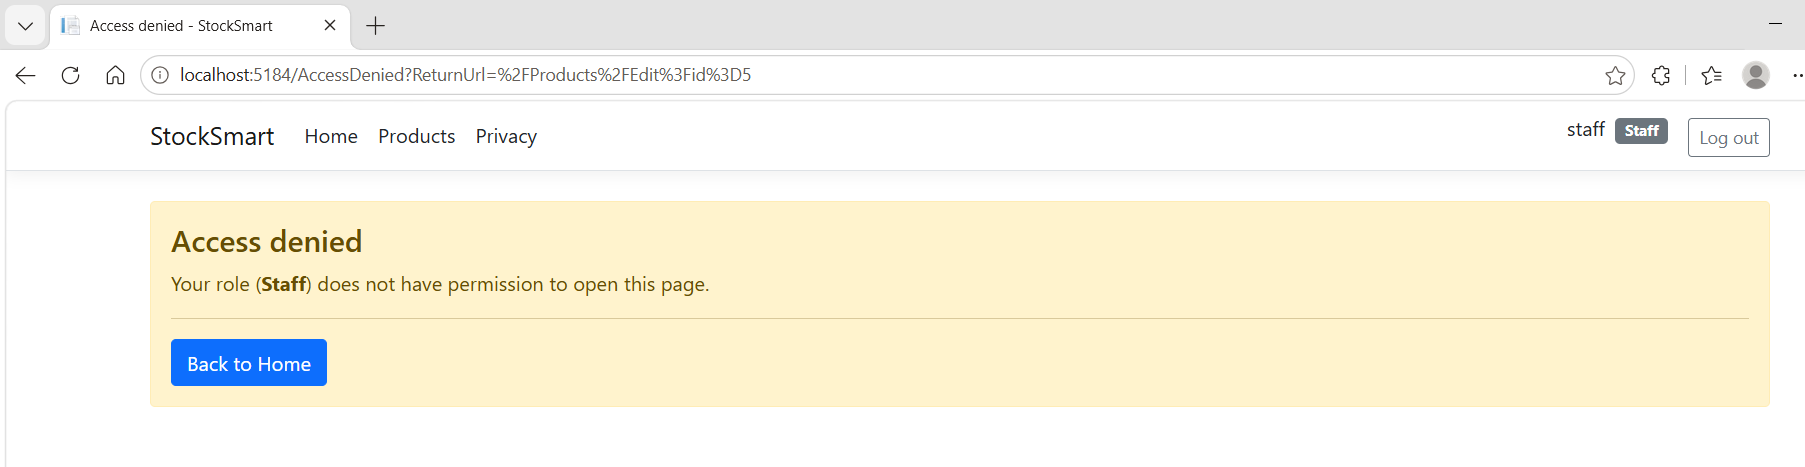 Access denied - StockSmart
localhost:5184/AccessDenied?ReturnUrl=%2FProducts%2FEdit%3Fid%3D5
StockSmart Home Products Privacy staff Staff Log out
Access denied
Your role (Staff) does not have permission to open this page.
Back to Home